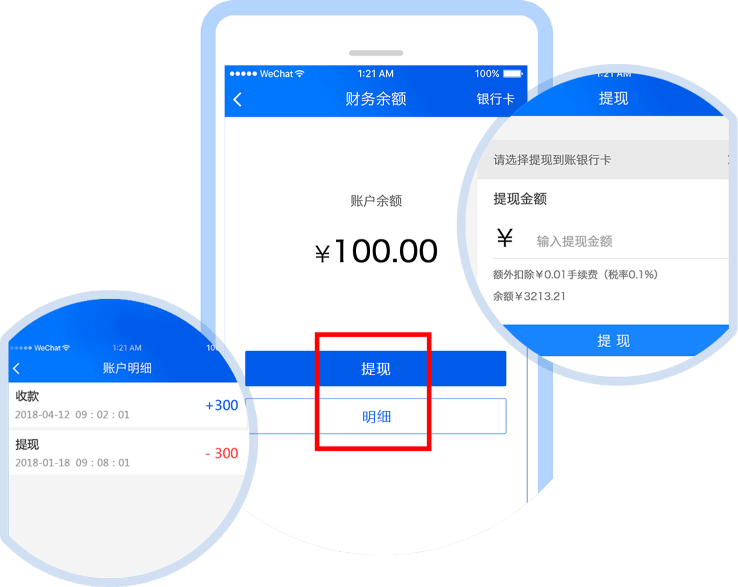 WeChat 1:21 AM 100%
财务余额 银行卡
账户余额
¥100.00
提现
明细
1:21 AM
提现
请选择提现到账银行卡
提现金额
¥ 输入提现金额
额外扣除￥0.01手续费（税率0.1%）
余额￥3213.21
提 现
WeChat 1:21 AM 10
账户明细
收款
2018-04-12 09：02：01 +300
提现
2018-01-18 09：08：01 - 300